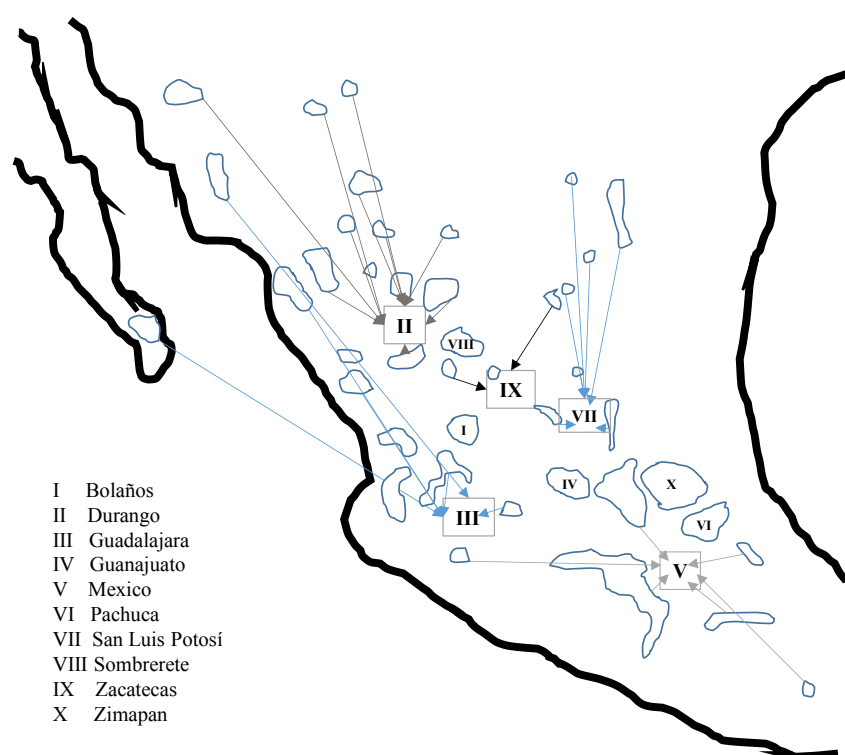 II
VIII
IX
VII
I
IV
X
III
VI
V
I Bolaños
II Durango
III Guadalajara
IV Guanajuato
V Mexico
VI Pachuca
VII San Luis Potosí
VIII Sombrerete
IX Zacatecas
X Zimapan